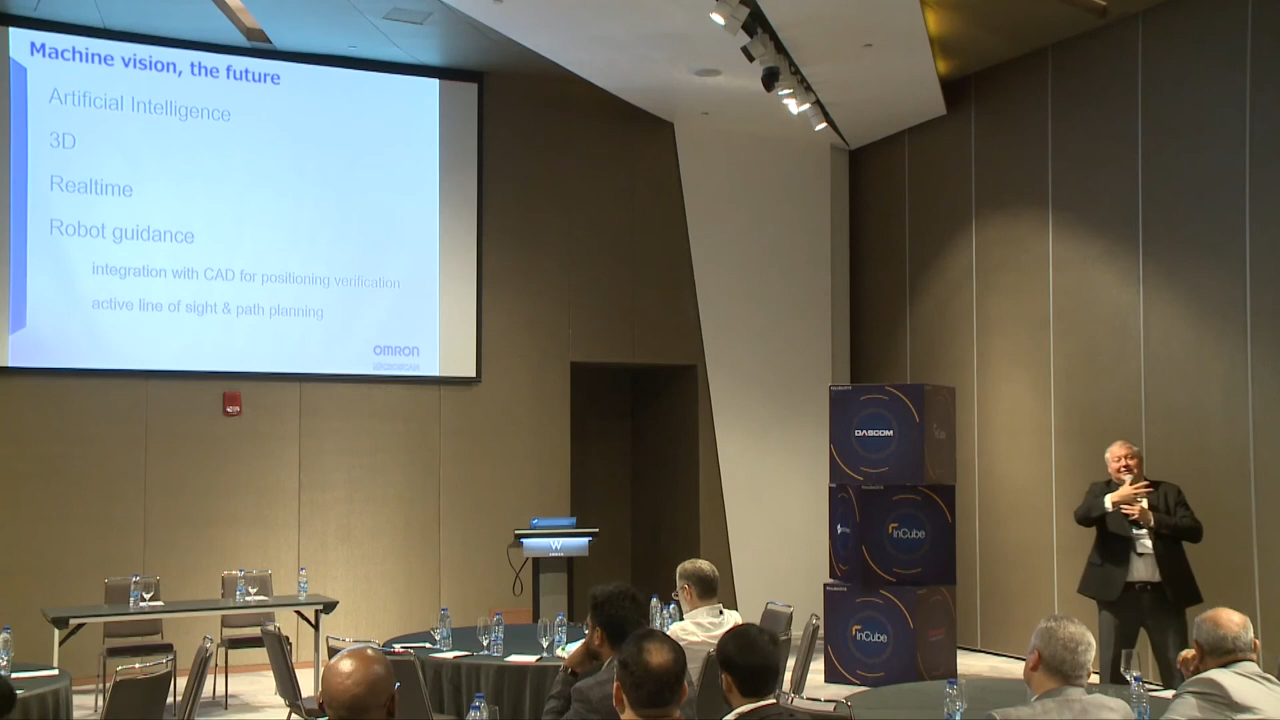 Machine vision, the future
Artificial Intelligence
3D
Realtime
Robot guidance
integration with CAD for positioning verification
active line of sight & path planning
OMRON
MICROSCAN
DASCOM
inCube
inCube
W